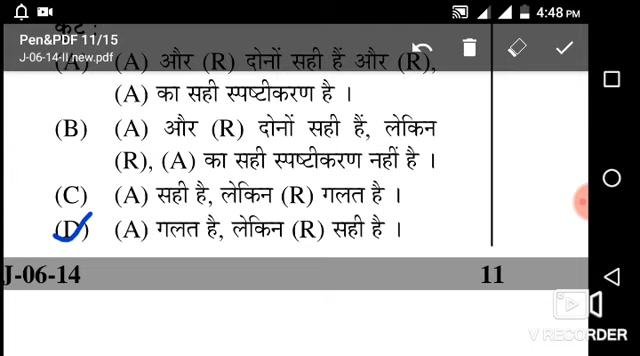 4:48 PM
कूट :
Pen&PDF 11/15
J-06-14-II new.pdf
(A) (A) और (R) दोनों सही हैं और (R),
(A) का सही स्पष्टीकरण है ।
(B) (A) और (R) दोनों सही हैं, लेकिन
(R), (A) का सही स्पष्टीकरण नहीं है ।
(C) (A) सही है, लेकिन (R) गलत है ।
(D) (A) गलत है, लेकिन (R) सही है ।
J-06-14 11
V RECORDER